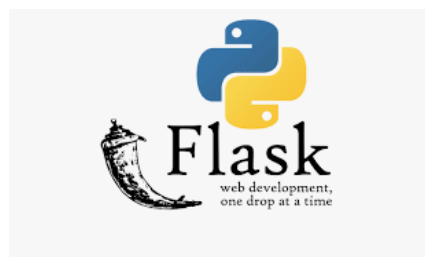 Flask
web development,
one drop at a time